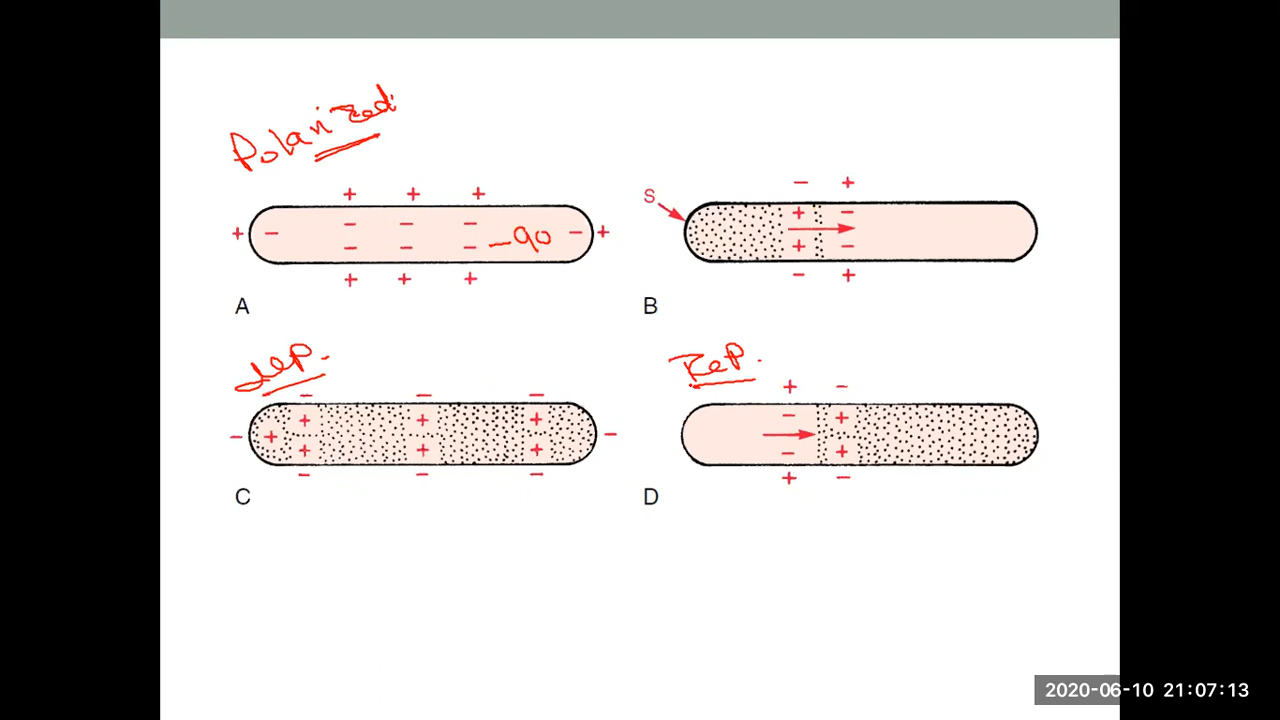 Polarized
+ + +
+ - - - - - +
- - - -90
+ + +
A
- +
S
+ -
+ -
- +
B
dep.
- - -
+ + +
- + -
+ + +
- - -
C
Rep.
+ -
- +
- +
+ -
D
2020-06-10 21:07:13